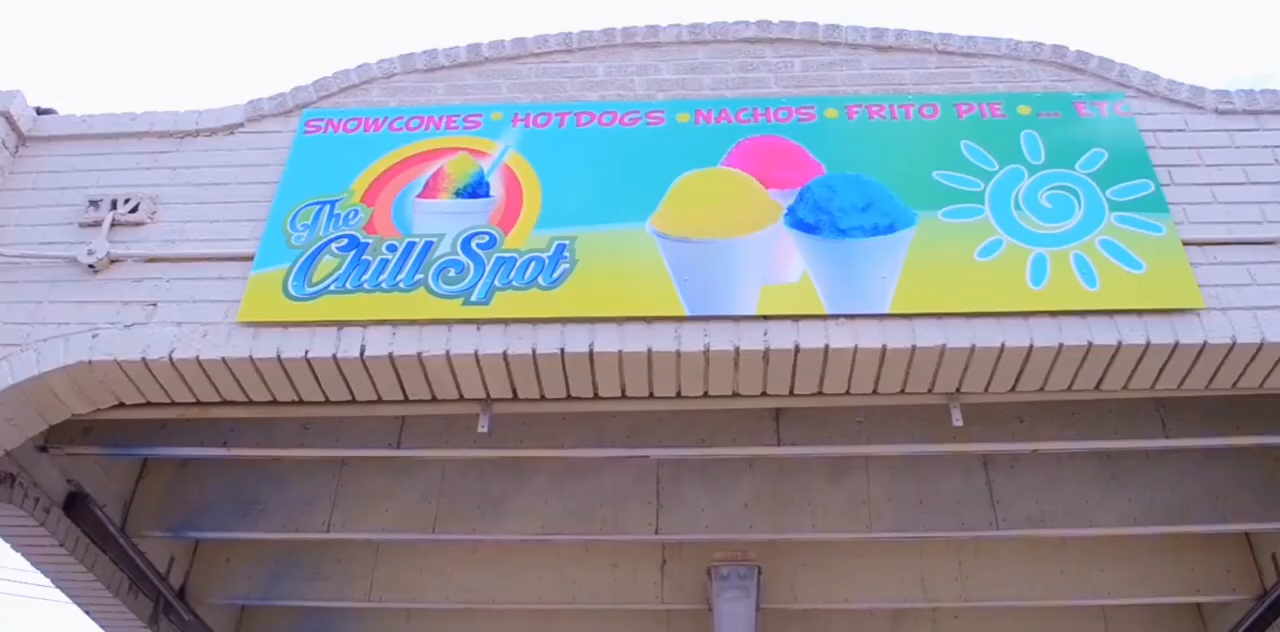 SNOWCONES • HOTDOGS • NACHOS • FRITO PIE • ... ETC
The
Chill Spot